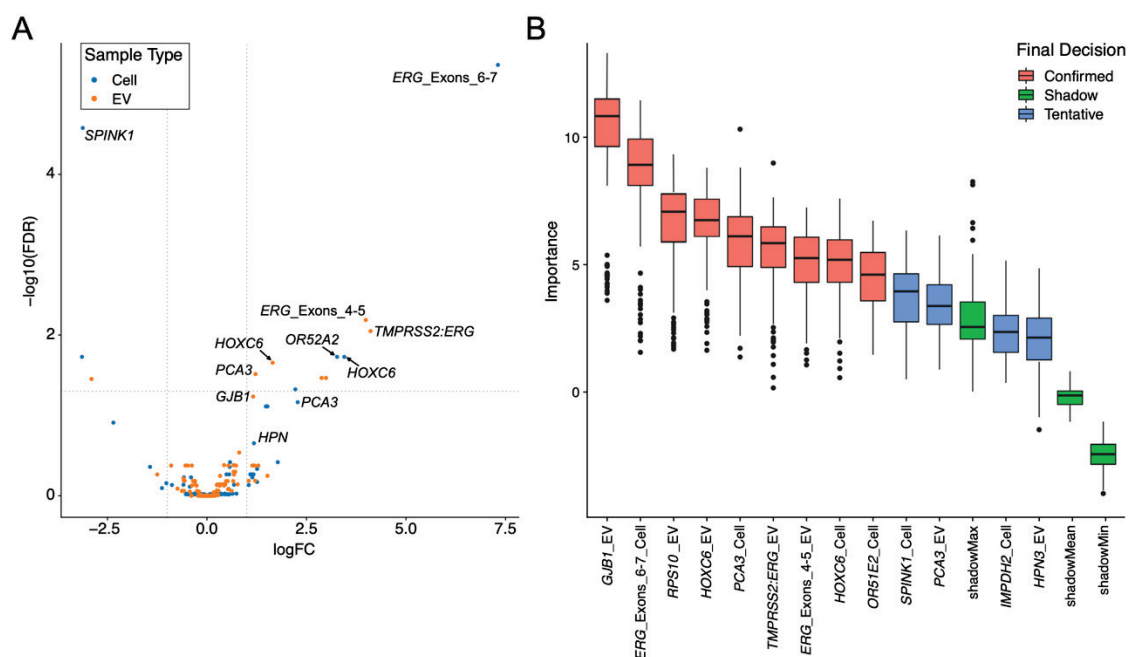 A
Sample Type
Cell
EV
ERG_Exons_6-7
SPINK1
ERG_Exons_4-5
TMPRSS2:ERG
OR52A2
HOXC6
HOXC6
PCA3
GJB1
PCA3
HPN
4
2
0
−log10(FDR)
−2.5
0.0
2.5
5.0
7.5
logFC
B
Final Decision
Confirmed
Shadow
Tentative
10
5
0
Importance
GJB1_EV
ERG_Exons_6-7_Cell
RPS10_EV
HOXC6_EV
PCA3_Cell
TMPRSS2:ERG_EV
ERG_Exons_4-5_EV
HOXC6_Cell
OR51E2_Cell
SPINK1_Cell
PCA3_EV
shadowMax
IMPDH2_Cell
HPN3_EV
shadowMean
shadowMin